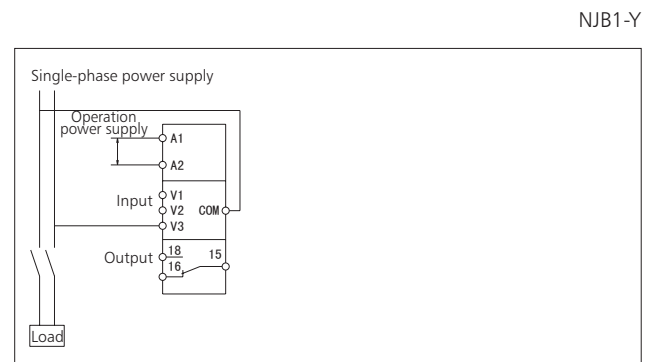 NJB1-Y
Single-phase power supply
Operation
power supply
A1
A2
Input
V1
V2
COM
V3
Output
18
15
16
Load